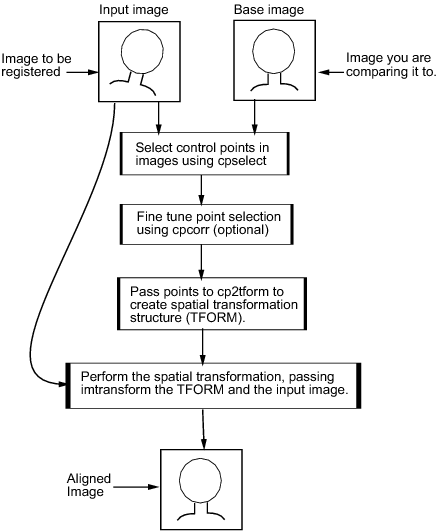 Input image
Base image
Image to be
registered
Image you are
comparing it to.
Select control points in
images using cpselect
Fine tune point selection
using cpcorr (optional)
Pass points to cp2tform to
create spatial transformation
structure (TFORM).
Perform the spatial transformation, passing
imtransform the TFORM and the input image.
Aligned
Image